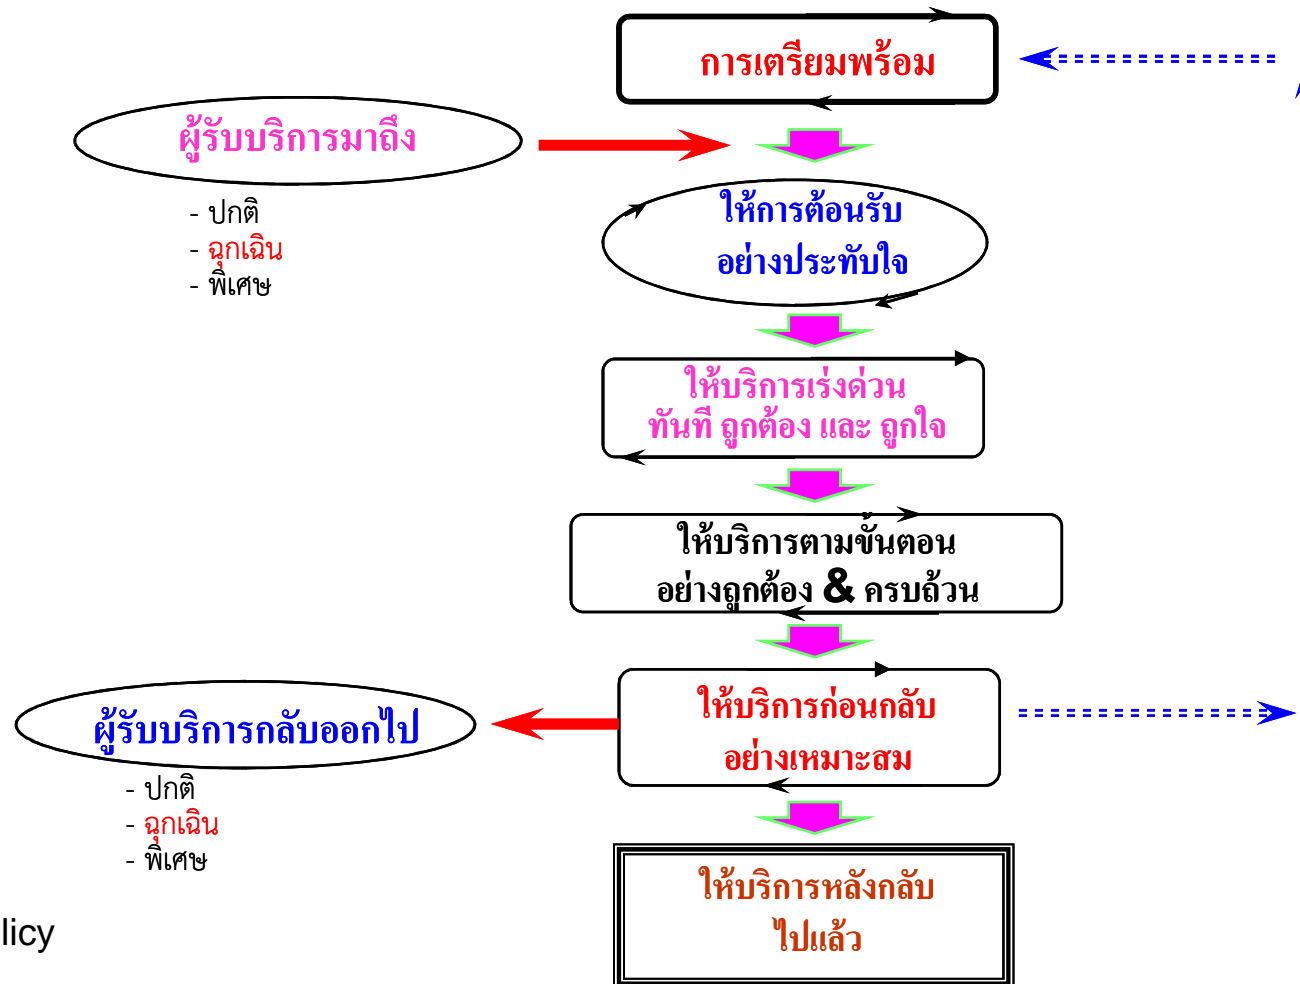 การเตรียมพร้อม
ผู้รับบริการมาถึง
- ปกติ
- ฉุกเฉิน
- พิเศษ
ให้การต้อนรับ
อย่างประทับใจ
ให้บริการเร่งด่วน
ทันที ถูกต้อง และ ถูกใจ
ให้บริการตามขั้นตอน
อย่างถูกต้อง & ครบถ้วน
ให้บริการก่อนกลับ
อย่างเหมาะสม
ผู้รับบริการกลับออกไป
- ปกติ
- ฉุกเฉิน
- พิเศษ
ให้บริการหลังกลับ
ไปแล้ว
licy